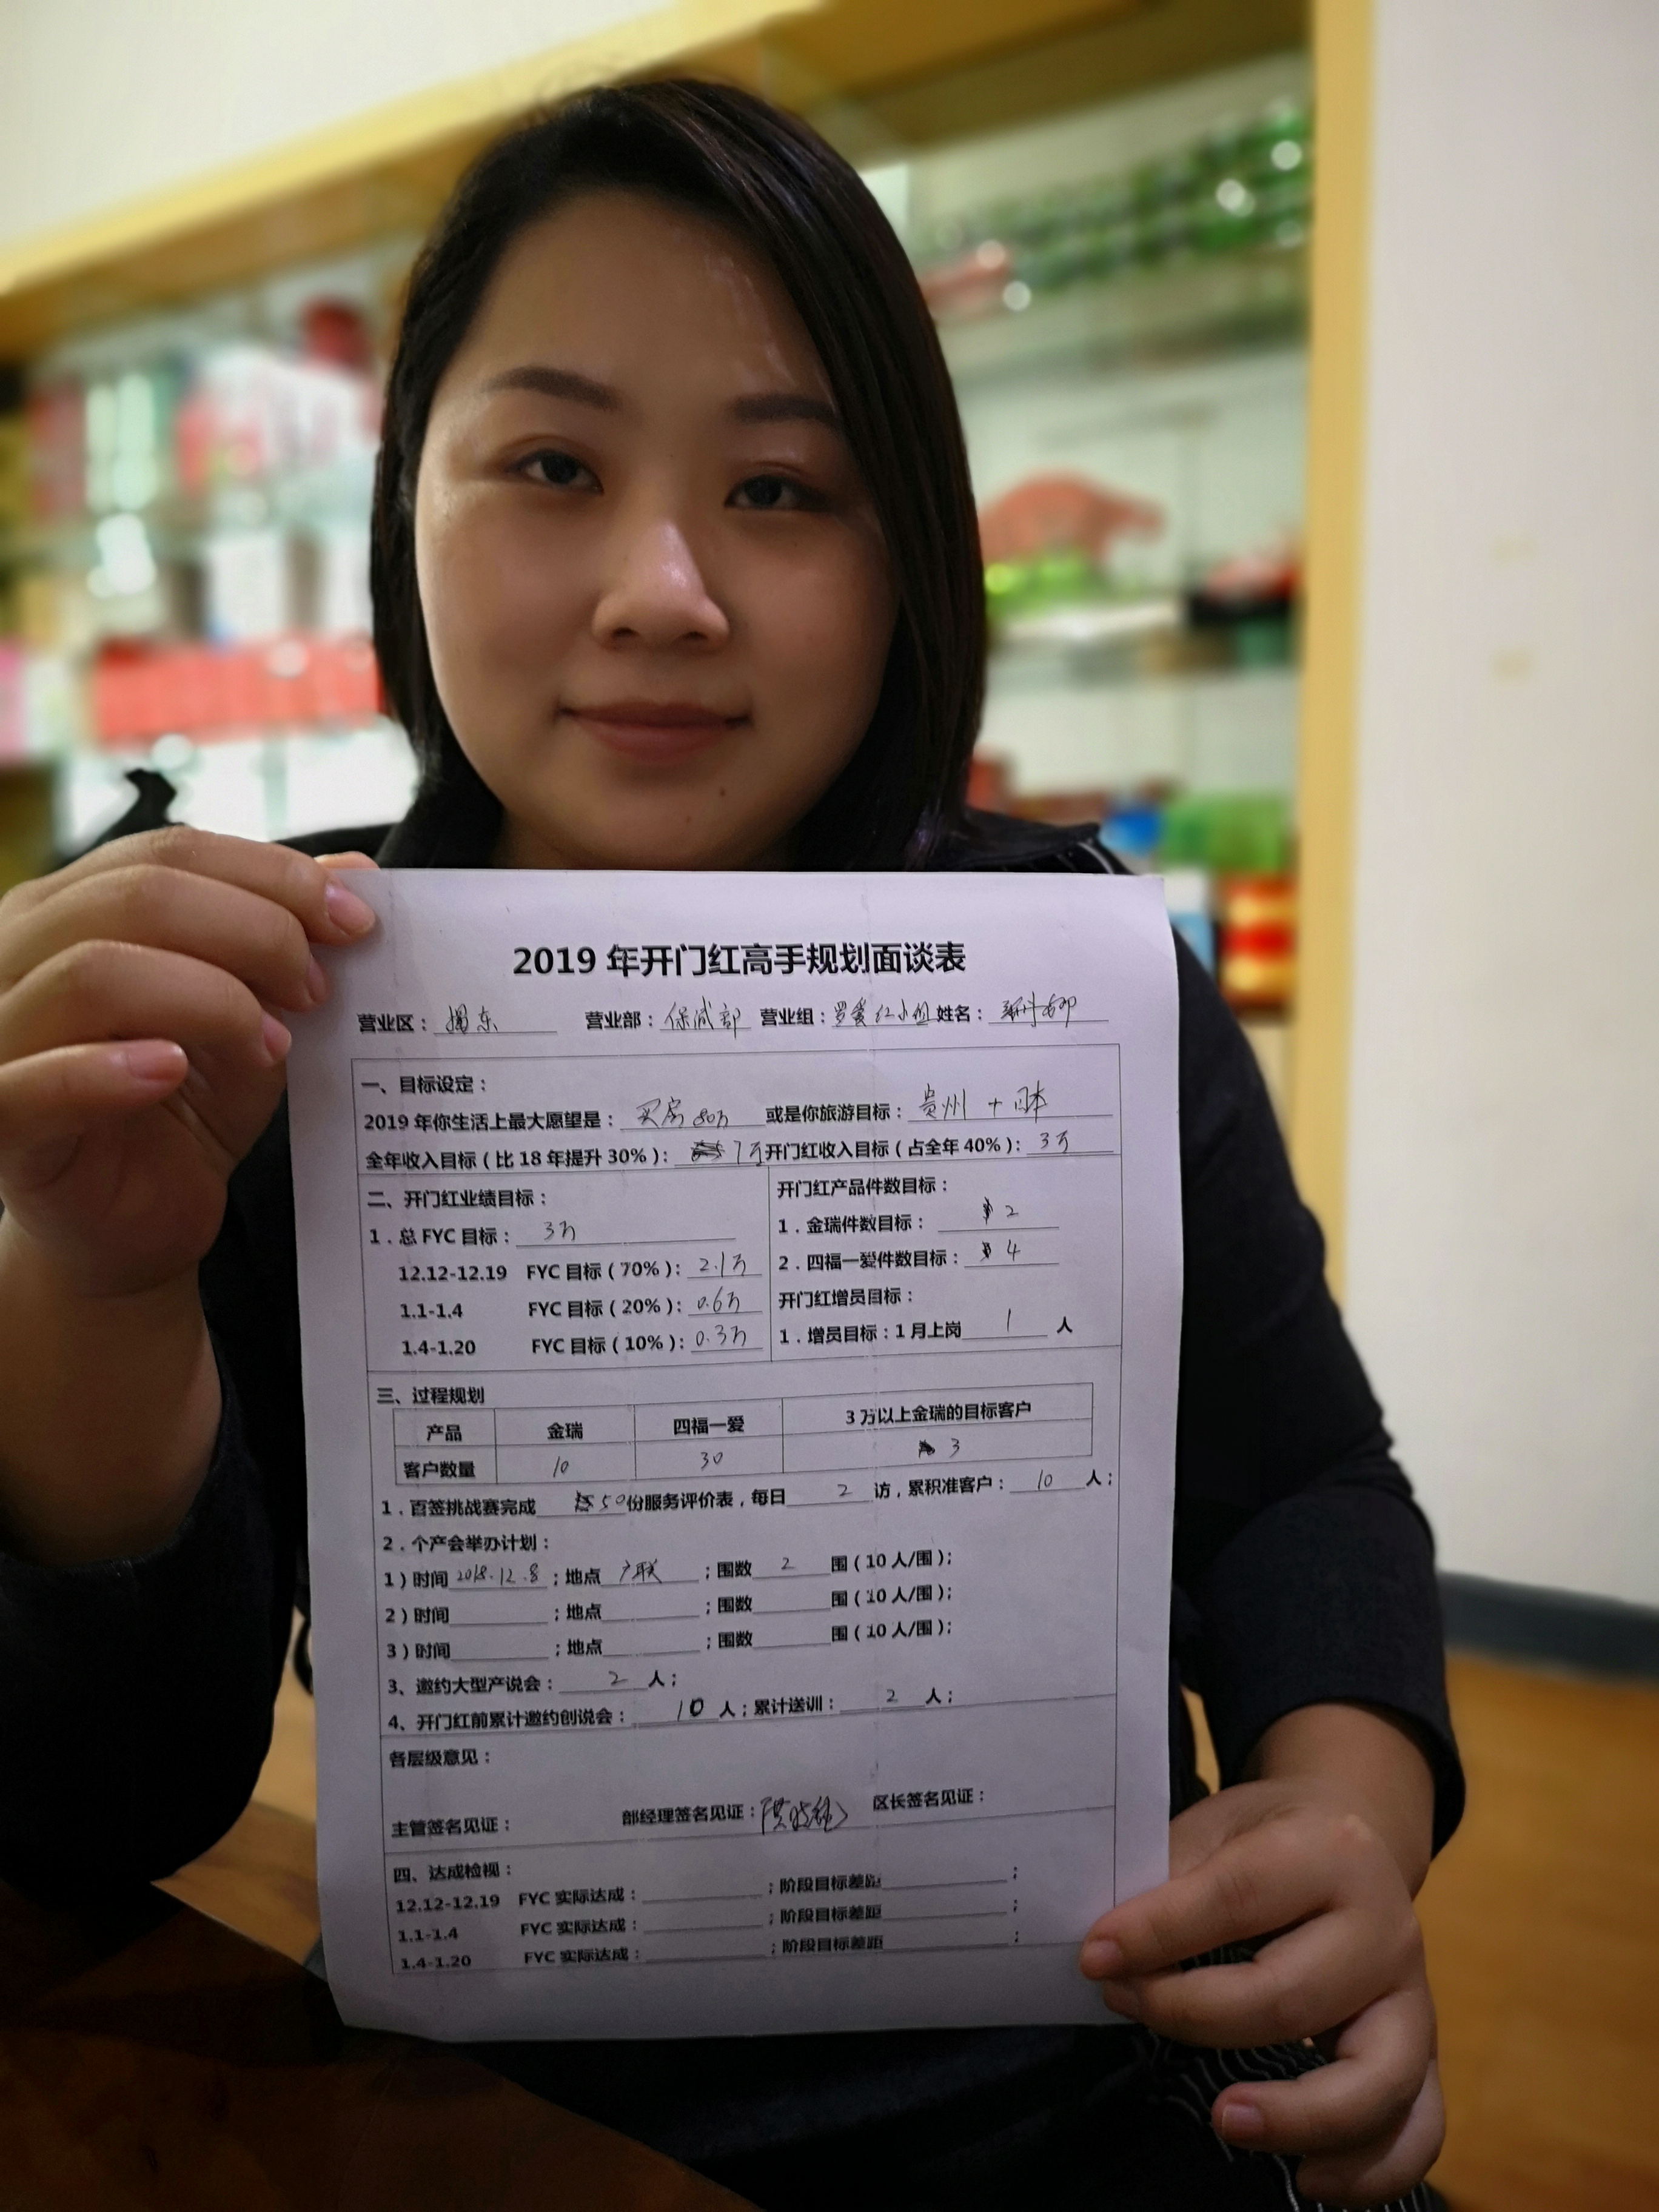 2019 年开门红高手规划面谈表
营业区：揭东 营业部：保诚部 营业组：罗爱红小组 姓名：
一、目标设定：
2019 年你生活上最大愿望是：买房 80万 或是你旅游目标：贵州 + 日本
全年收入目标（比 18 年提升 30%）：7万 开门红收入目标（占全年 40%）：3万
二、开门红业绩目标：
1．总 FYC 目标：3万
12.12-12.19 FYC 目标（70%）：2.1万
1.1-1.4 FYC 目标（20%）：0.6万
1.4-1.20 FYC 目标（10%）：0.3万
开门红产品件数目标：
1．金瑞件数目标：2
2．四福一爱件数目标：4
开门红增员目标：
1．增员目标：1 月上岗 1 人
三、过程规划
产品 金瑞 四福一爱 3 万以上金瑞的目标客户
客户数量 10 30 3
1．百签挑战赛完成 50 份服务评价表，每日 2 访，累积准客户：10 人；
2．个产会举办计划：
1）时间 2018.12.8；地点 广联；围数 2 围（10 人/围）；
2）时间；地点；围数 围（10 人/围）；
3）时间；地点；围数 围（10 人/围）；
3、邀约大型产说会：2 人；
4、开门红前累计邀约创说会：10 人；累计送训：2 人；
各层级意见：
主管签名见证： 部经理签名见证： 区长签名见证：
四、达成检视：
12.12-12.19 FYC 实际达成：；阶段目标差距；
1.1-1.4 FYC 实际达成：；阶段目标差距；
1.4-1.20 FYC 实际达成：；阶段目标差距；